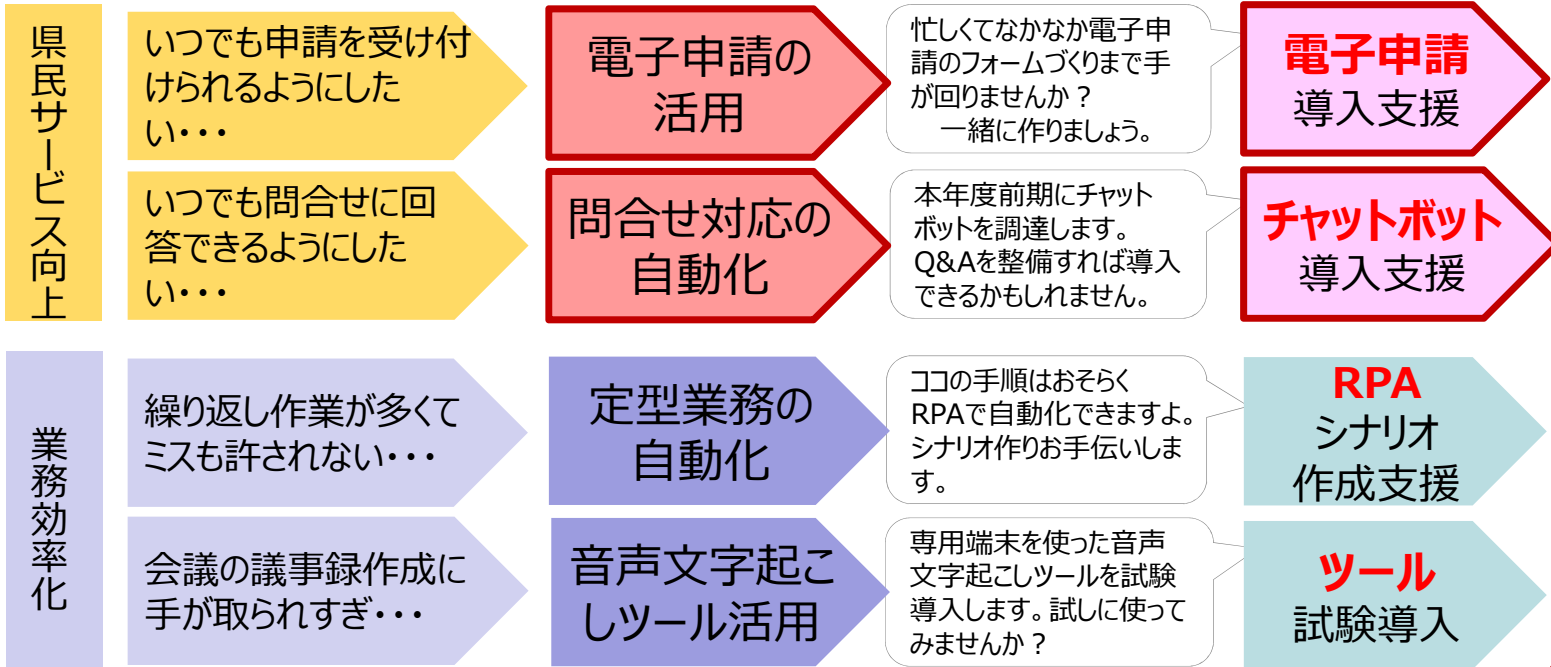 県民サービス向上
いつでも申請を受け付
けられるようにした
い・・・
電子申請の
活用
忙しくてなかなか電子申
請のフォームづくりまで手
が回りませんか？
一緒に作りましょう。
電子申請
導入支援
いつでも問合せに回
答できるようにした
い・・・
問合せ対応の
自動化
本年度前期にチャット
ボットを調達します。
Q&Aを整備すれば導入
できるかもしれません。
チャットボット
導入支援
業務効率化
繰り返し作業が多くて
ミスも許されない・・・
定型業務の
自動化
ココの手順はおそらく
RPAで自動化できますよ。
シナリオ作りお手伝いしま
す。
RPA
シナリオ
作成支援
会議の議事録作成に
手が取られすぎ・・・
音声文字起こ
しツール活用
専用端末を使った音声
文字起こしツールを試験
導入します。試しに使って
みませんか？
ツール
試験導入